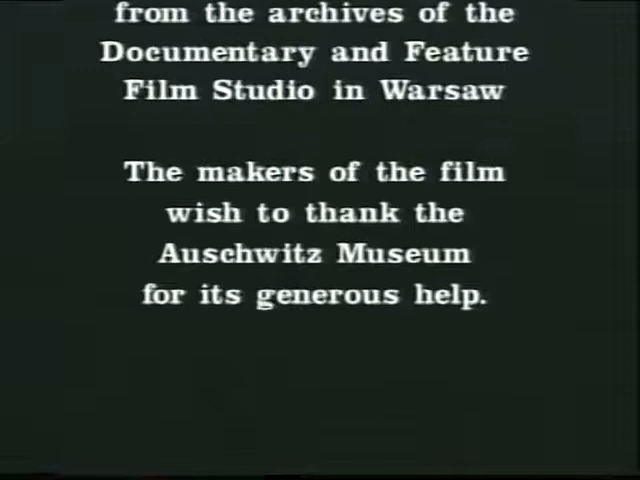 from the archives of the
Documentary and Feature
Film Studio in Warsaw
The makers of the film
wish to thank the
Auschwitz Museum
for its generous help.